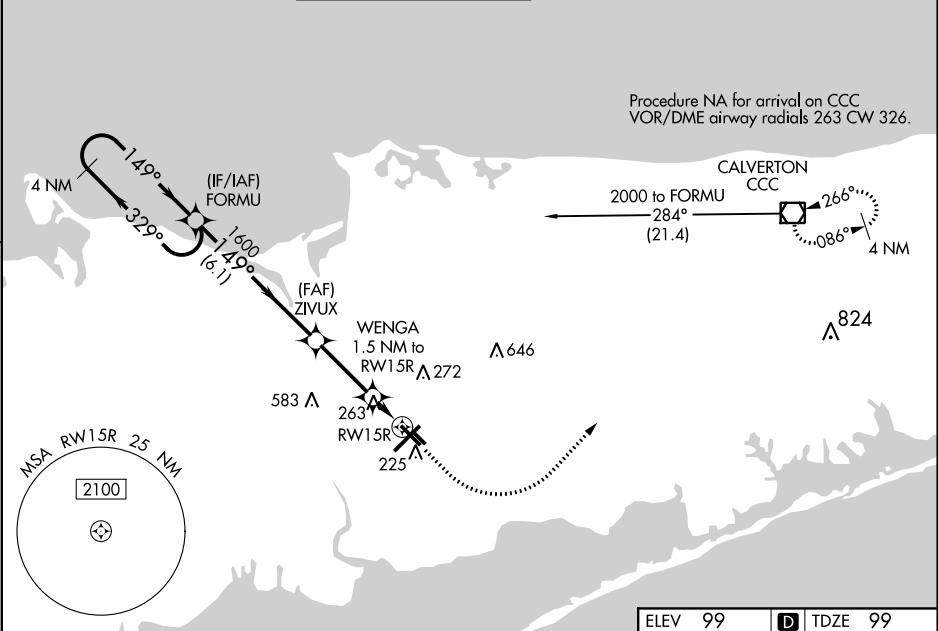 Procedure NA for arrival on CCC
VOR/DME airway radials 263 CW 326.
CALVERTON
CCC
2000 to FORMU
284°
(21.4)
266°
086°
4 NM
149°
4 NM
329°
(IF/IAF)
FORMU
1600
149°
(6.1)
(FAF)
ZIVUX
WENGA
1.5 NM to
RW15R
272
646
824
583
263
RW15R
225
MSA RW15R 25 NM
2100
ELEV 99 D TDZE 99